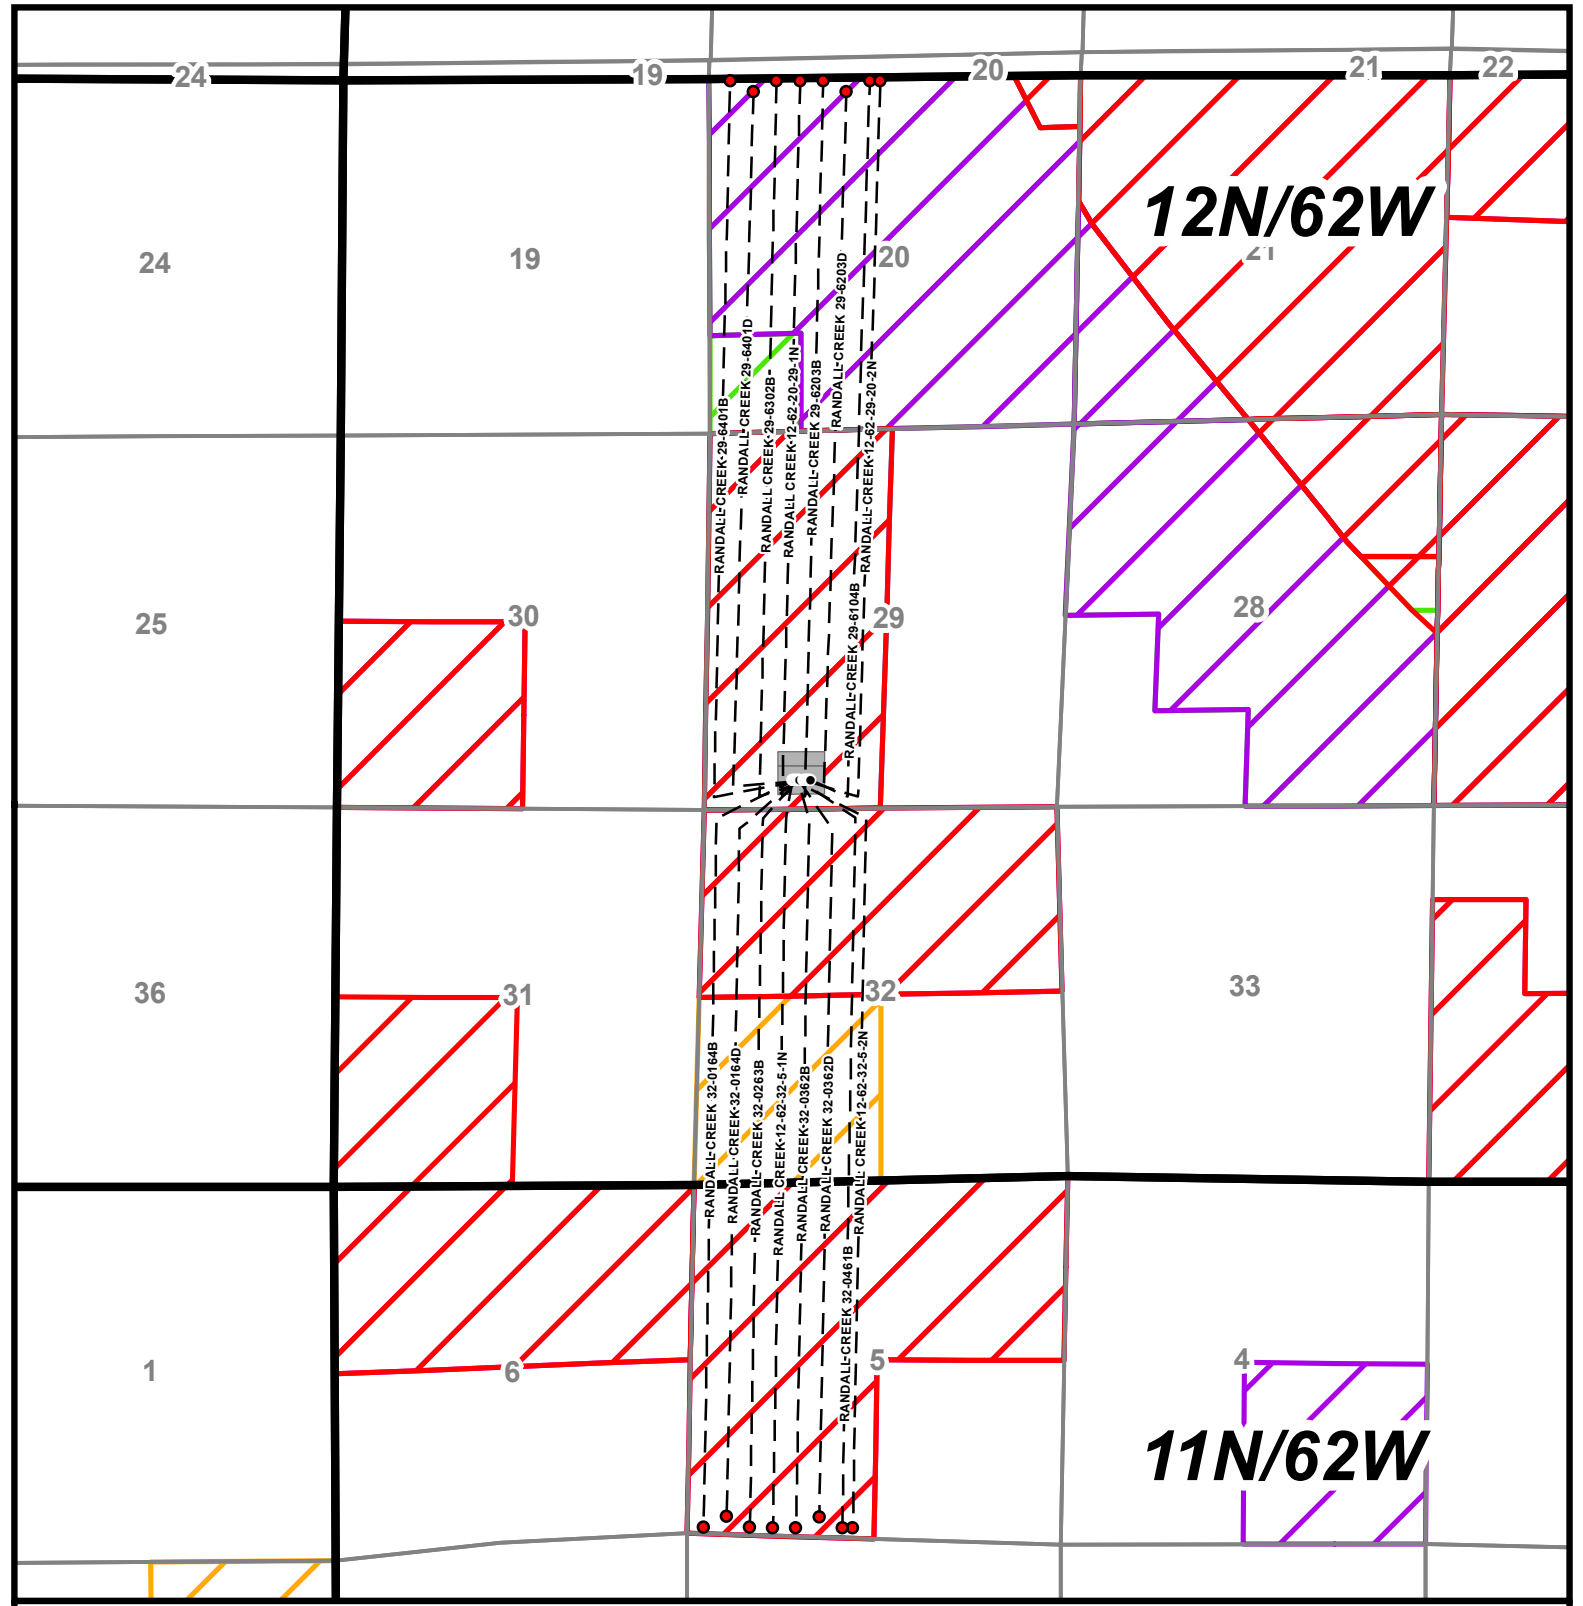 24
19
20
21
22
12N/62W
24
19
20
21
RANDALL CREEK 29-6401B
RANDALL CREEK 29-6401D
RANDALL CREEK 29-6302B
RANDALL CREEK 12-62-20-29-1N
RANDALL CREEK 29-6203B
RANDALL CREEK 29-6203D
RANDALL CREEK 29-6104B
RANDALL CREEK 12-62-29-20-2N
25
30
29
28
36
31
32
33
RANDALL CREEK 32-0164B
RANDALL CREEK 32-0164D
RANDALL CREEK 32-0263B
RANDALL CREEK 12-62-32-5-1N
RANDALL CREEK 32-0362B
RANDALL CREEK 32-0362D
RANDALL CREEK 32-0461B
RANDALL CREEK 12-62-32-5-2N
1
6
5
4
11N/62W